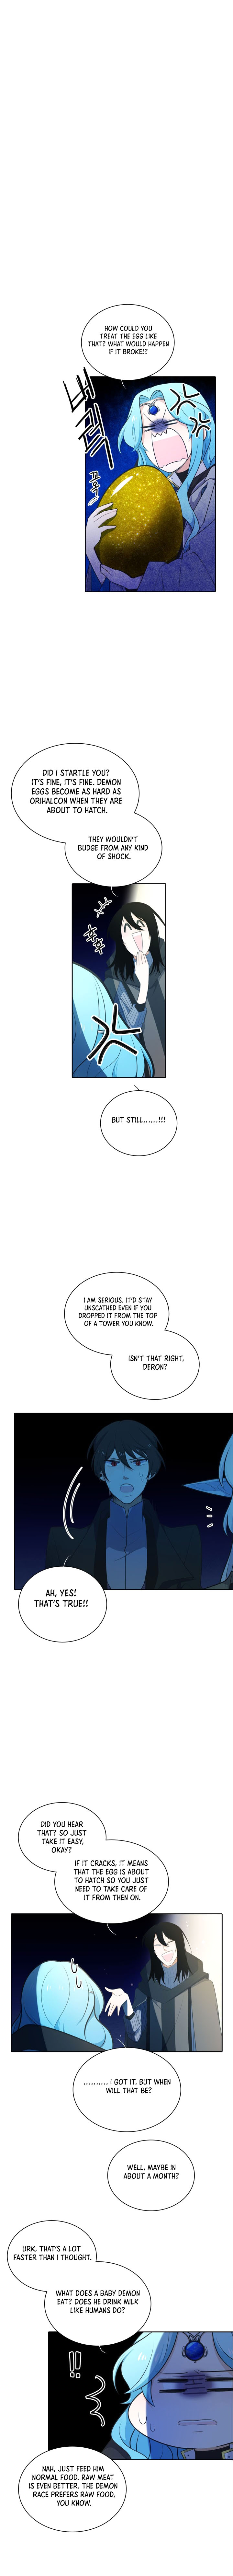 HOW COULD YOU
TREAT THE EGG LIKE
THAT? WHAT WOULD HAPPEN
IF IT BROKE!?
버럭
DID I STARTLE YOU?
IT'S FINE, IT'S FINE. DEMON
EGGS BECOME AS HARD AS
ORIHALCON WHEN THEY ARE
ABOUT TO HATCH.
THEY WOULDN'T
BUDGE FROM ANY KIND
OF SHOCK.
BUT STILL......!!!
I AM SERIOUS. IT'D STAY
UNSCATHED EVEN IF YOU
DROPPED IT FROM THE TOP
OF A TOWER YOU KNOW.
ISN'T THAT RIGHT,
DERON?
AH, YES!
THAT'S TRUE!!
DID YOU HEAR
THAT? SO JUST
TAKE IT EASY,
OKAY?
IF IT CRACKS, IT MEANS
THAT THE EGG IS ABOUT
TO HATCH SO YOU JUST
NEED TO TAKE CARE OF
IT FROM THEN ON.
.......... I GOT IT. BUT WHEN
WILL THAT BE?
WELL, MAYBE IN
ABOUT A MONTH?
URK, THAT'S A LOT
FASTER THAN I THOUGHT.
WHAT DOES A BABY DEMON
EAT? DOES HE DRINK MILK
LIKE HUMANS DO?
!!
NAH, JUST FEED HIM
NORMAL FOOD. RAW MEAT
IS EVEN BETTER. THE DEMON
RACE PREFERS RAW FOOD,
YOU KNOW.